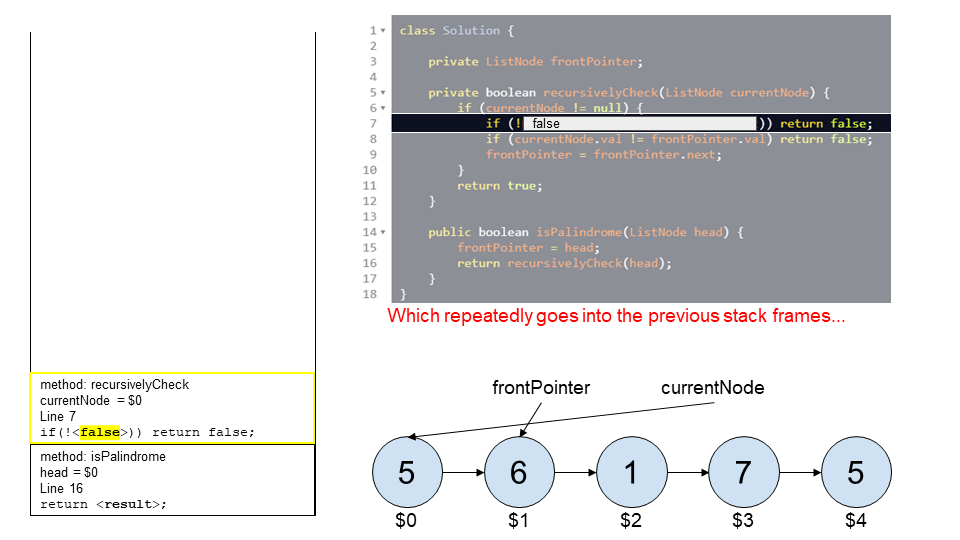 1 class Solution {
2
3 private ListNode frontPointer;
4
5 private boolean recursivelyCheck(ListNode currentNode) {
6 if (currentNode != null) {
7 if (! false )) return false;
8 if (currentNode.val != frontPointer.val) return false;
9 frontPointer = frontPointer.next;
10 }
11 return true;
12 }
13
14 public boolean isPalindrome(ListNode head) {
15 frontPointer = head;
16 return recursivelyCheck(head);
17 }
18 }
Which repeatedly goes into the previous stack frames...
method: recursivelyCheck
currentNode = $0
Line 7
if(!<false>)) return false;
method: isPalindrome
head = $0
Line 16
return <result>;
frontPointer currentNode
5 6 1 7 5
$0 $1 $2 $3 $4